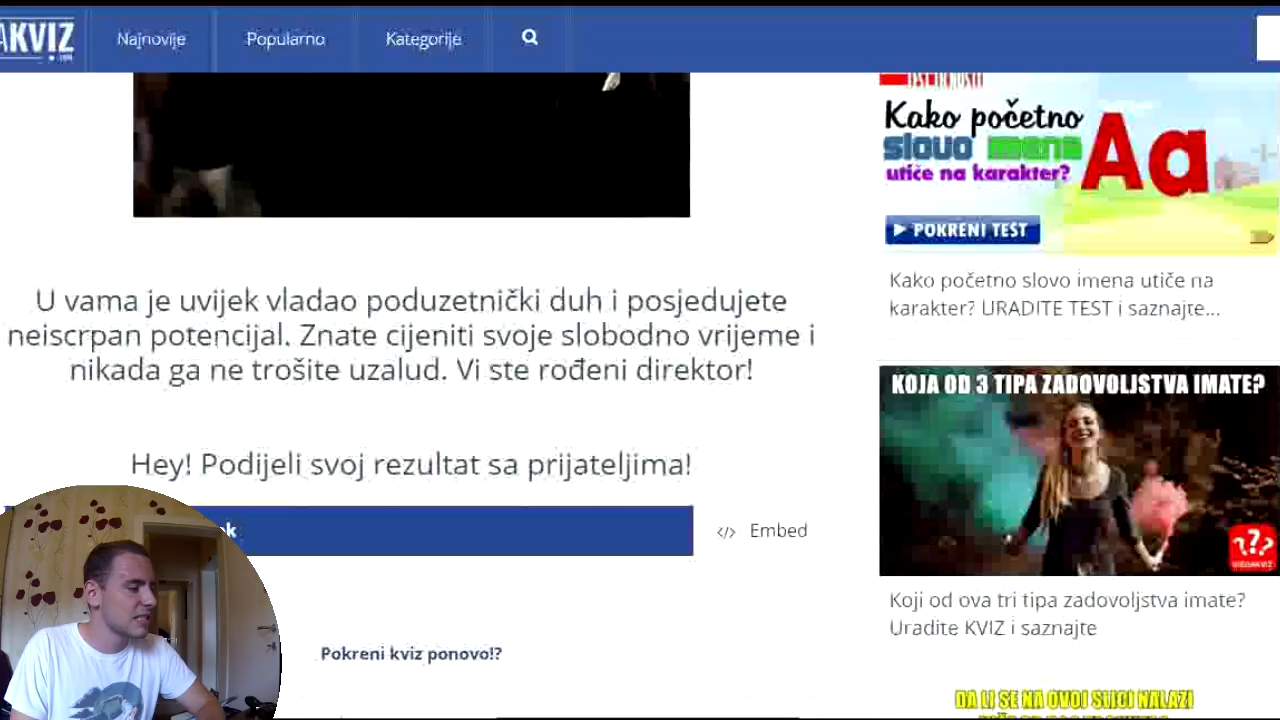 AKVIZ
.COM
Najnovije
Popularno
Kategorije
Kako početno
slovo imena
utiče na karakter?
Aa
POKRENI TEST
Kako početno slovo imena utiče na
karakter? URADITE TEST i saznajte...
U vama je uvijek vladao poduzetnički duh i posjedujete
neiscrpan potencijal. Znate cijeniti svoje slobodno vrijeme i
nikada ga ne trošite uzalud. Vi ste rođeni direktor!
KOJA OD 3 TIPA ZADOVOLJSTVA IMATE?
Hey! Podijeli svoj rezultat sa prijateljima!
ok
</> Embed
Koji od ova tri tipa zadovoljstva imate?
Uradite KVIZ i saznajte
Pokreni kviz ponovo!?
DA LI SE NA OVOJ SLICI NALAZI